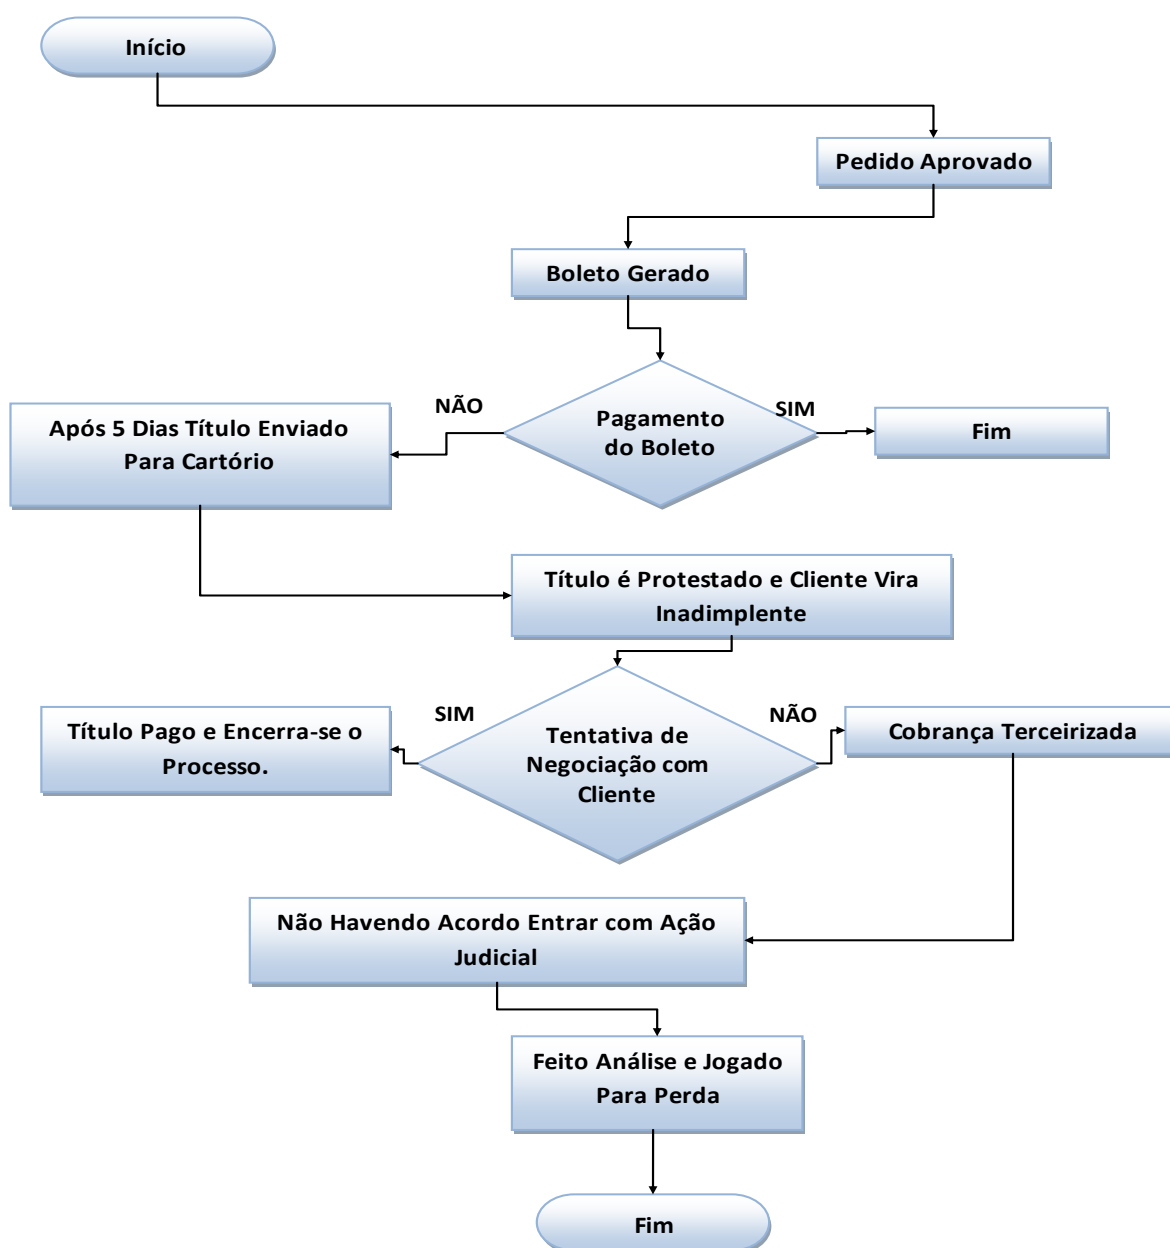 Início
Pedido Aprovado
Boleto Gerado
NÃO
SIM
Pagamento
do Boleto
Após 5 Dias Título Enviado
Para Cartório
Fim
Título é Protestado e Cliente Vira
Inadimplente
SIM
NÃO
Título Pago e Encerra-se o
Processo.
Tentativa de
Negociação com
Cliente
Cobrança Terceirizada
Não Havendo Acordo Entrar com Ação
Judicial
Feito Análise e Jogado
Para Perda
Fim